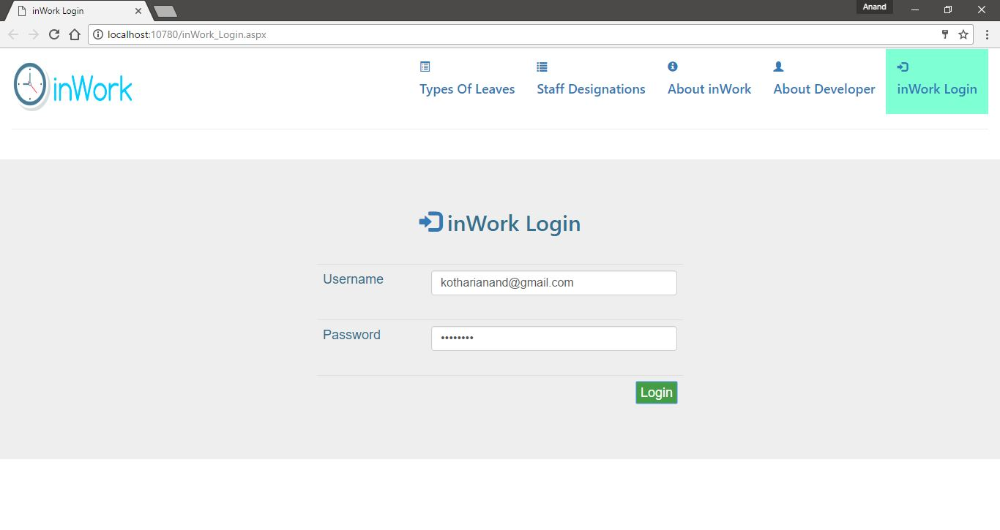 inWork Login
Anand
localhost:10780/inWork_Login.aspx
inWork
Types Of Leaves
Staff Designations
About inWork
About Developer
inWork Login
inWork Login
Username
kothariananand@gmail.com
Password
••••••••
Login